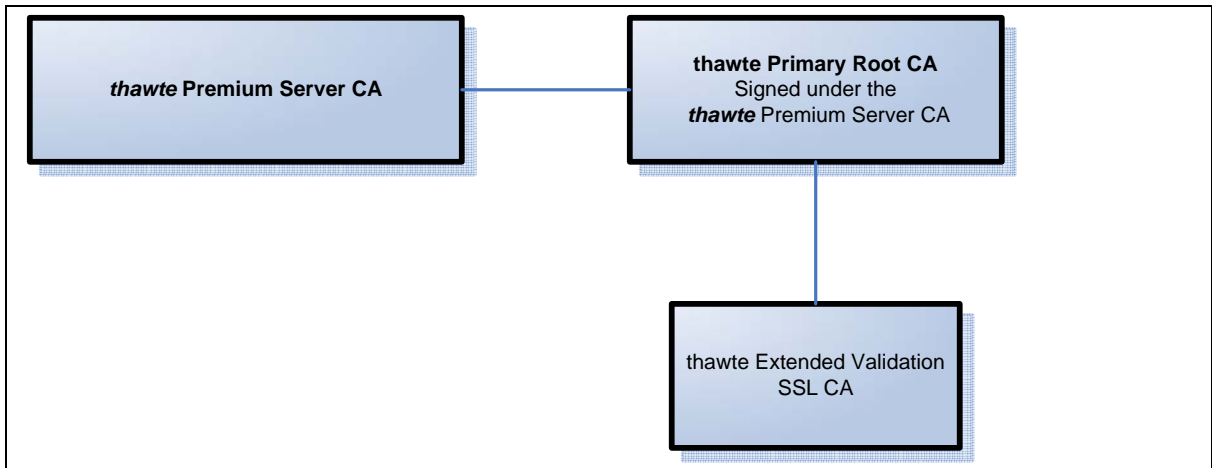 thawte Premium Server CA
thawte Primary Root CA
Signed under the
thawte Premium Server CA
thawte Extended Validation
SSL CA